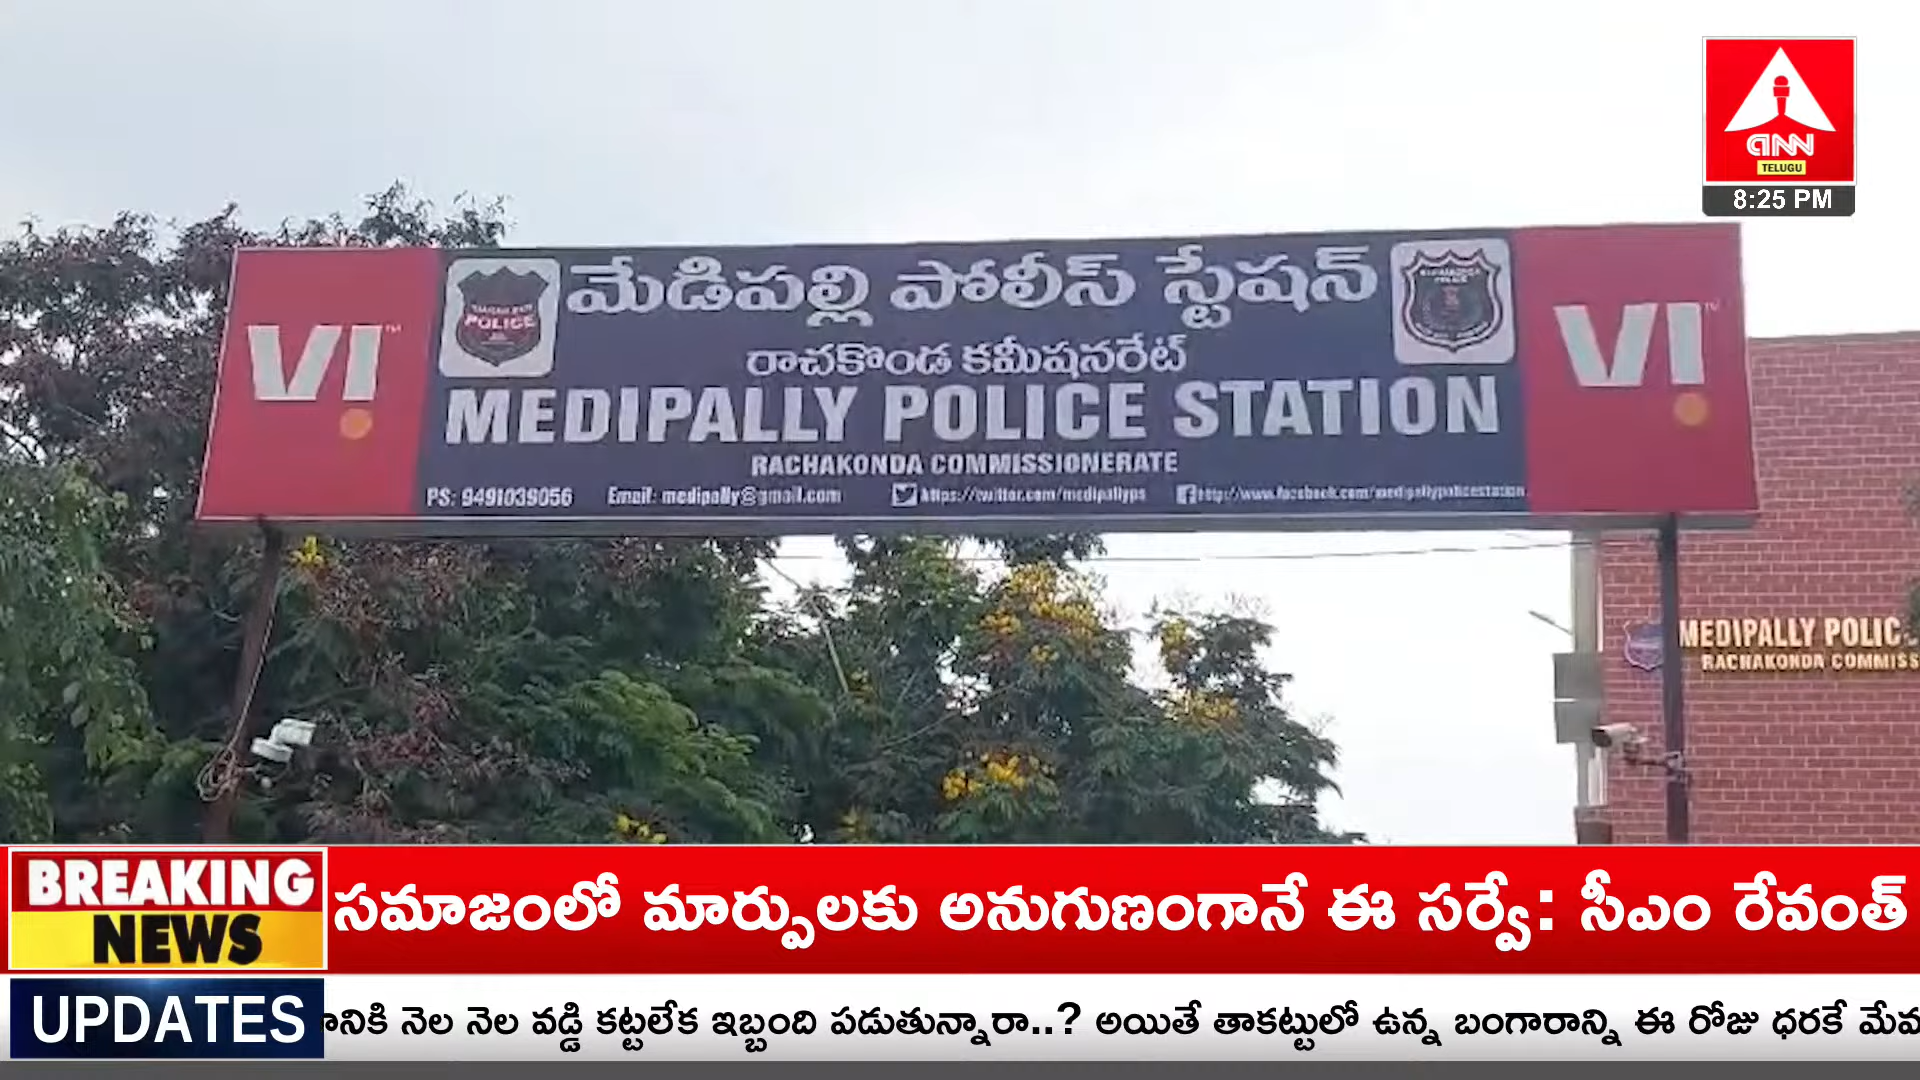 ANN
TELUGU
8:25 PM
మేడిపల్లి పోలీస్ స్టేషన్
రాచకొండ కమీషనరేట్
MEDIPALLY POLICE STATION
RACHAKONDA COMMISSIONERATE
PS: 9491039056 Email: medipally@gmail.com https://twitter.com/medipallyps http://www.facebook.com/medipallypolicestation
VI
POLICE
VI
MEDIPALLY POLIC
RACHAKONDA COMMISS
BREAKING NEWS
సమాజంలో మార్పులకు అనుగుణంగానే ఈ సర్వే: సీఎం రేవంత్
UPDATES
నికి నెల నెల వడ్డి కట్టలేక ఇబ్బంది పడుతున్నారా..? అయితే తాకట్టులో ఉన్న బంగారాన్ని ఈ రోజు ధరకే మేమ